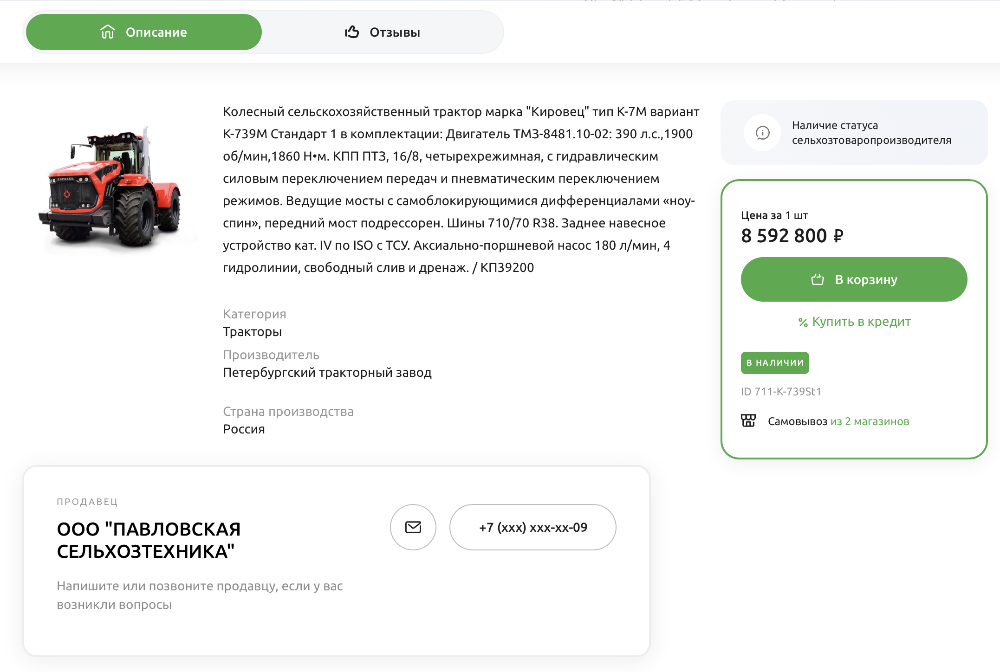 Описание
Отзывы
Колесный сельскохозяйственный трактор марка "Кировец" тип К-7М вариант
К-739М Стандарт 1 в комплектации: Двигатель ТМЗ-8481.10-02: 390 л.с.,1900
об/мин,1860 Н•м. КПП ПТЗ, 16/8, четырехрежимная, с гидравлическим
силовым переключением передач и пневматическим переключением
режимов. Ведущие мосты с самоблокирующимися дифференциалами «ноу-
спин», передний мост подрессорен. Шины 710/70 R38. Заднее навесное
устройство кат. IV по ISO с ТСУ. Аксиально-поршневой насос 180 л/мин, 4
гидролинии, свободный слив и дренаж. / КП39200
КИРОВЕЦ
Категория
Тракторы
Производитель
Петербургский тракторный завод
Страна производства
Россия
Наличие статуса
сельхозтоваропроизводителя
Цена за 1 шт
8 592 800 ₽
В корзину
Купить в кредит
В НАЛИЧИИ
ID 711-K-739St1
Самовывоз из 2 магазинов
ПРОДАВЕЦ
ООО "ПАВЛОВСКАЯ
СЕЛЬХОЗТЕХНИКА"
+7 (xxx) xxx-xx-09
Напишите или позвоните продавцу, если у вас
возникли вопросы